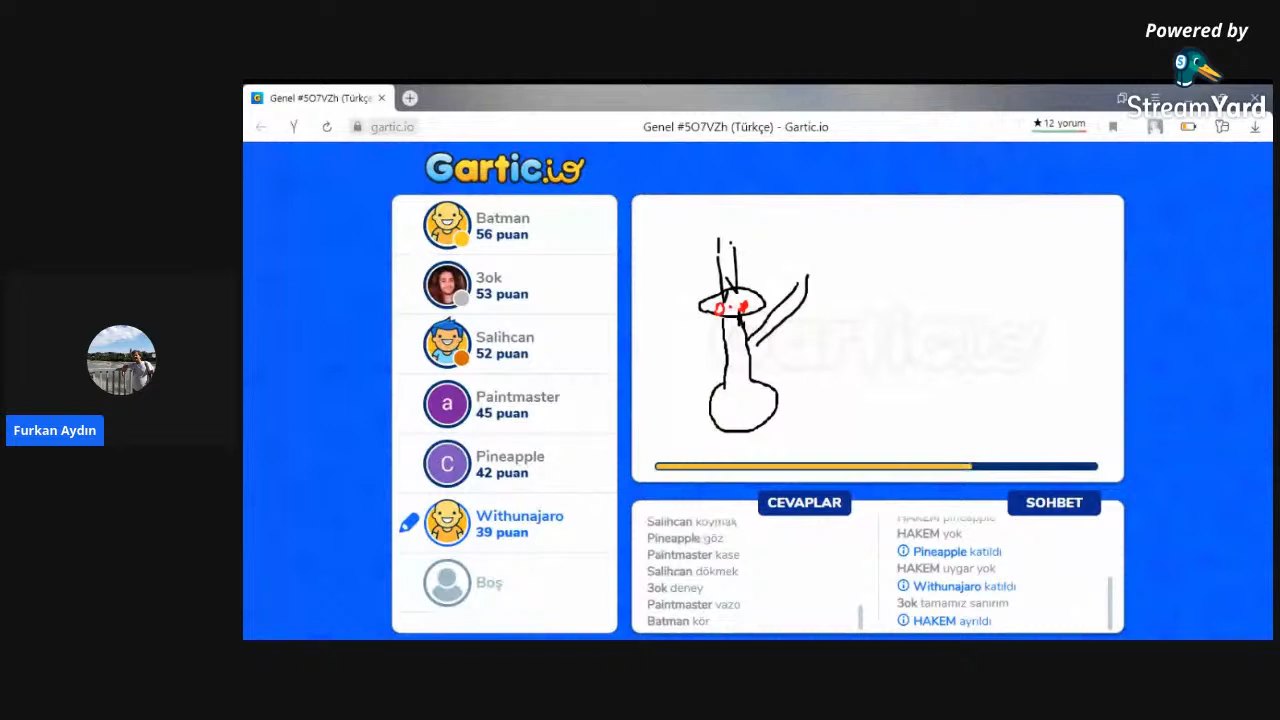 Powered by
StreamYard
Genel #5O7VZh (Türkçe
gartic.io
Genel #5O7VZh (Türkçe) - Gartic.io
12 yorum
Gartic.io
Batman
56 puan
3ok
53 puan
Salihcan
52 puan
a
Paintmaster
45 puan
C
Pineapple
42 puan
Withunajaro
39 puan
Boş
Furkan Aydın
CEVAPLAR
Salihcan koymak
Pineapple göz
Paintmaster kase
Salihcan dökmek
3ok deney
Paintmaster vazo
Batman kör
SOHBET
HAKEM pineapple
HAKEM yok
Pineapple katıldı
HAKEM uygar yok
Withunajaro katıldı
3ok tamamız sanırım
HAKEM ayrıldı